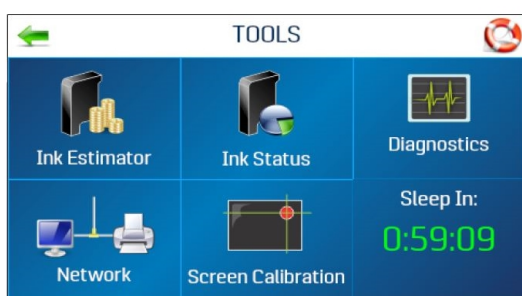 TOOLS
Ink Estimator
Ink Status
Diagnostics
Network
Screen Calibration
Sleep In:
0:59:09